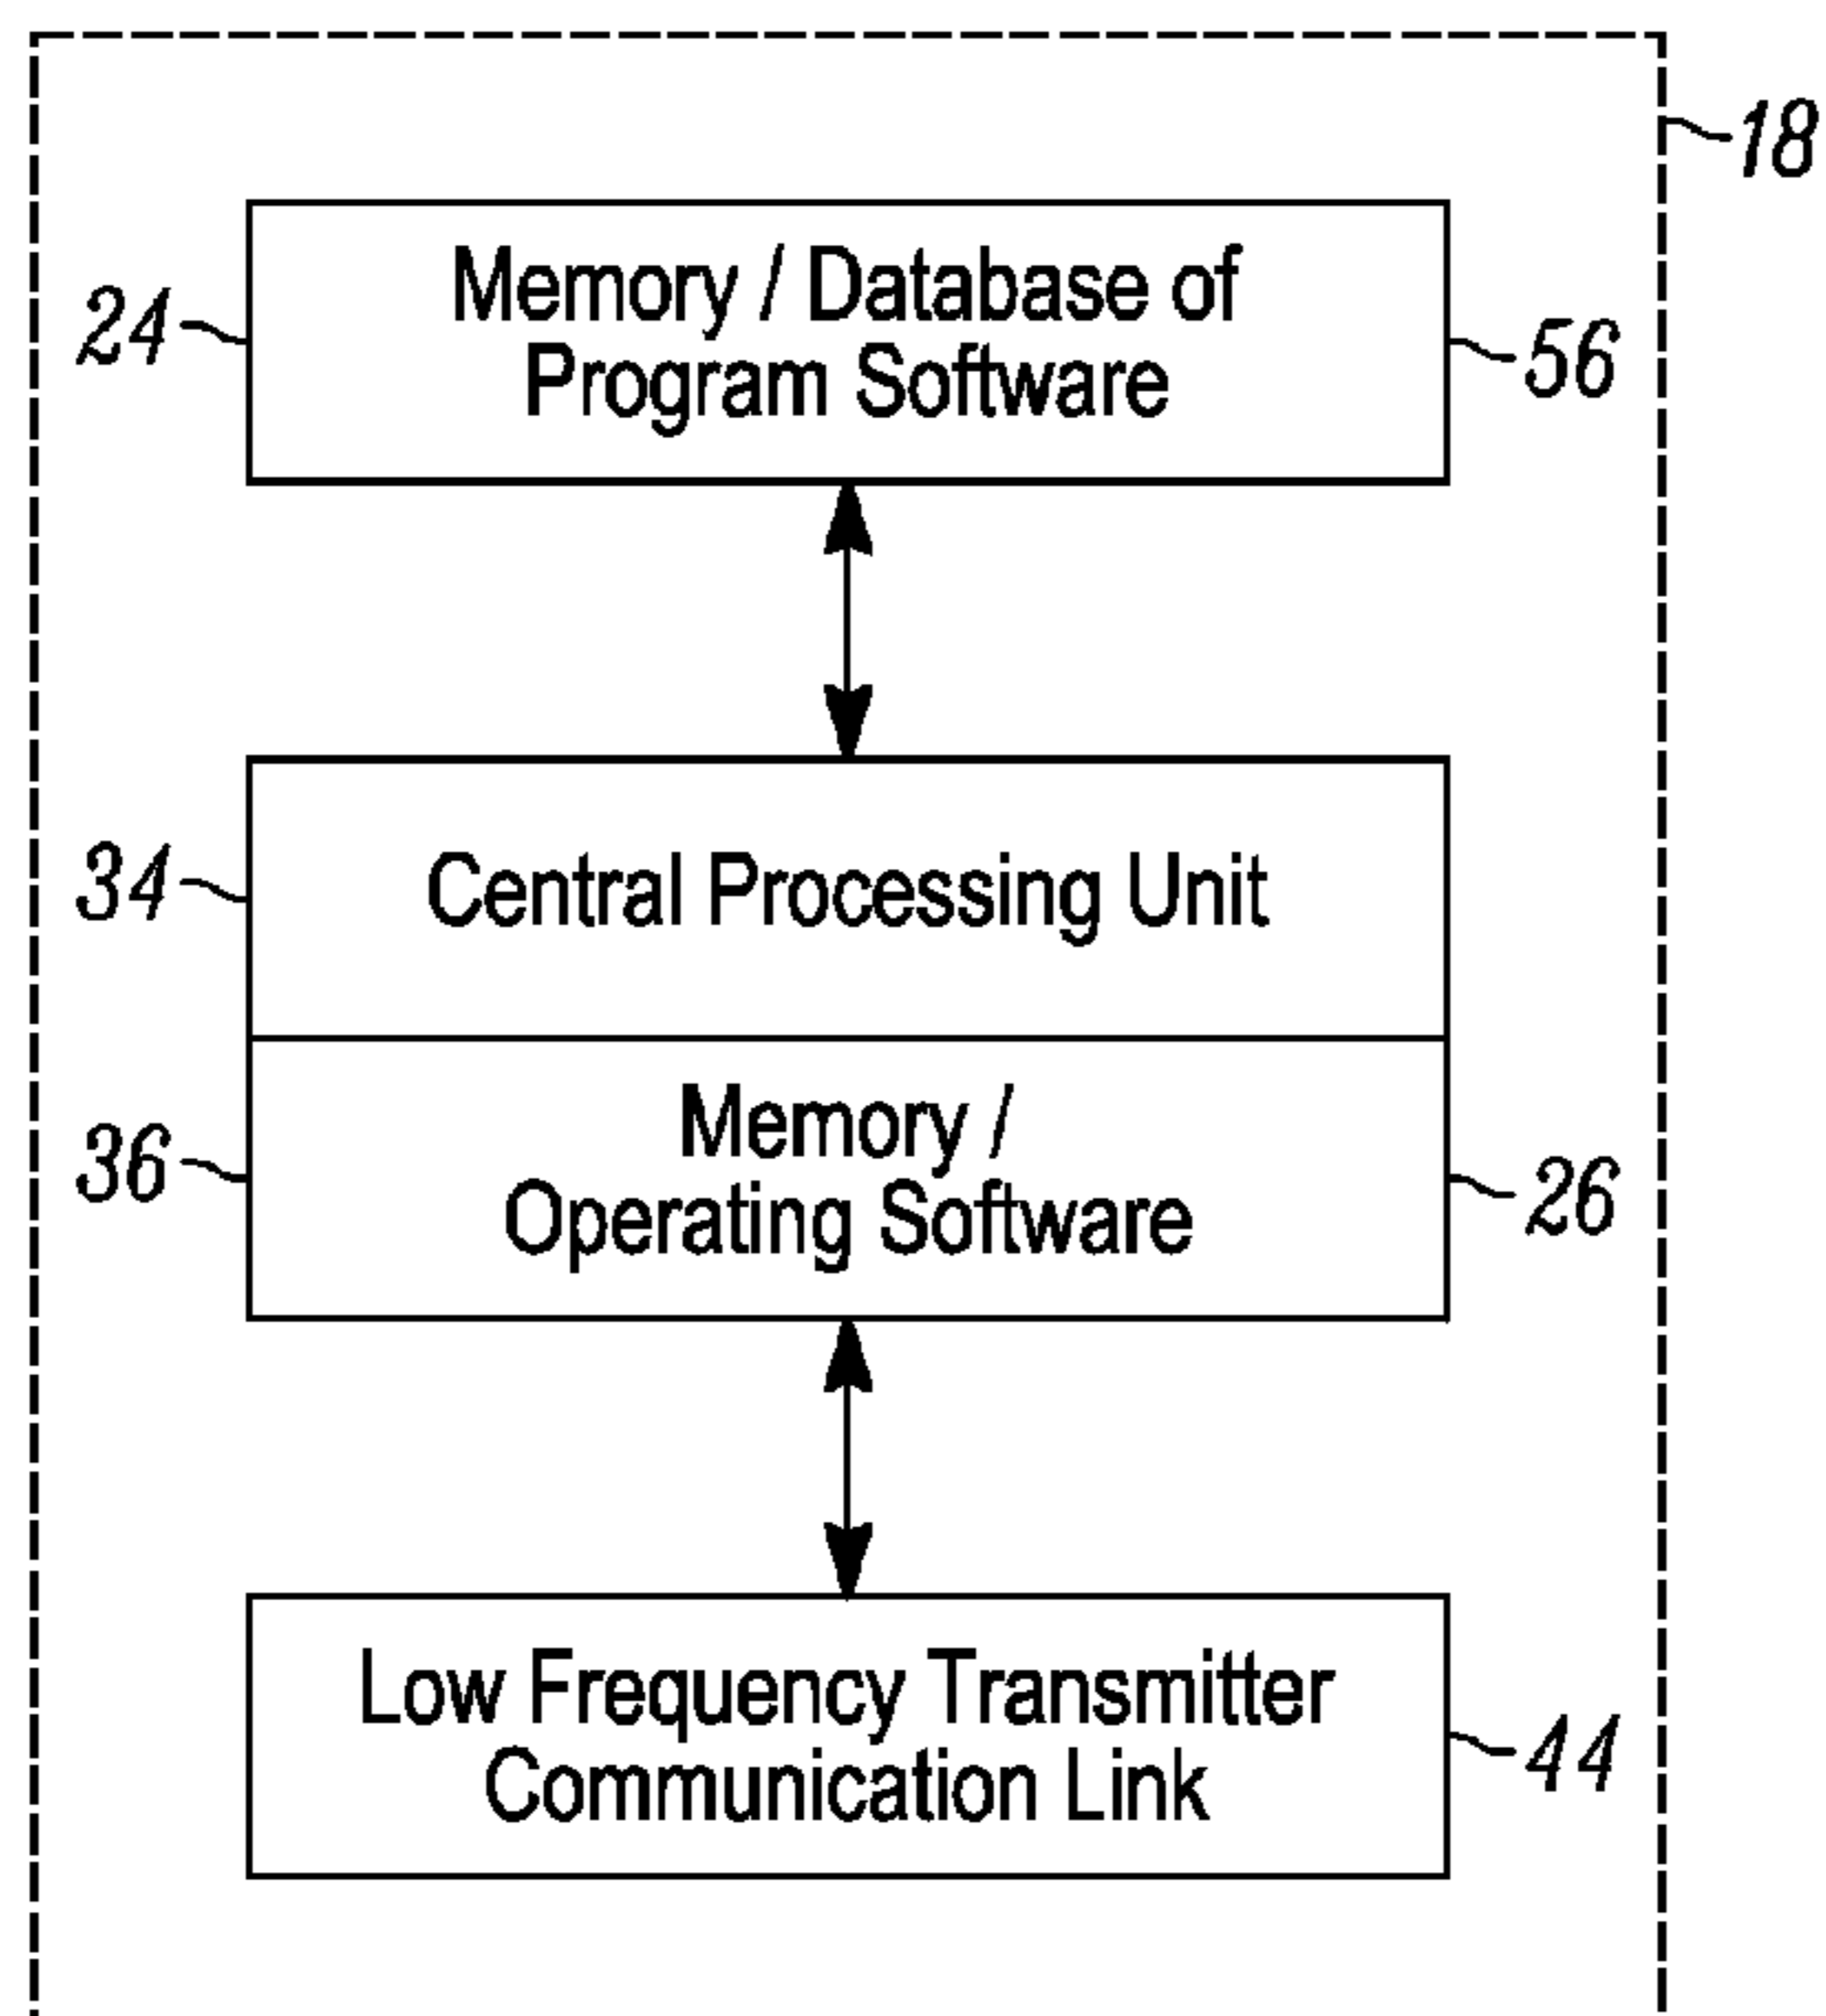 18
Memory / Database of
Program Software
24
56
Central Processing Unit
34
Memory /
Operating Software
36
26
Low Frequency Transmitter
Communication Link
44